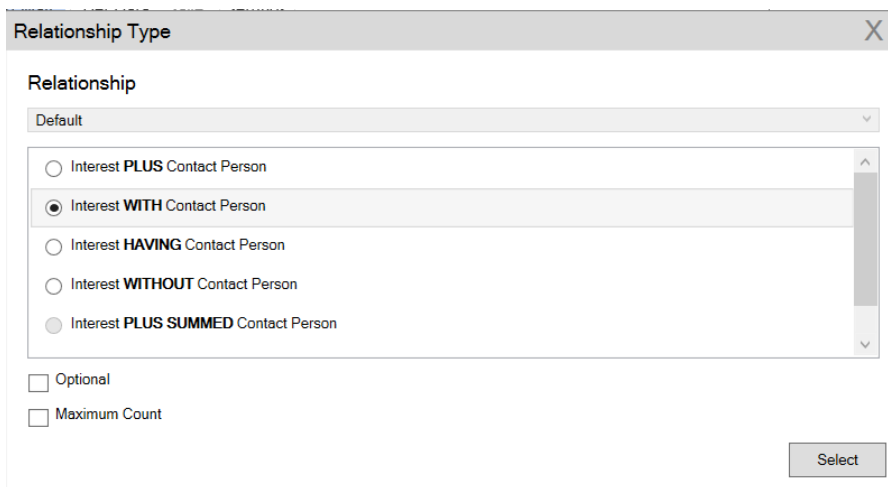 Relationship Type X
Relationship
Default
Interest PLUS Contact Person
Interest WITH Contact Person
Interest HAVING Contact Person
Interest WITHOUT Contact Person
Interest PLUS SUMMED Contact Person
Optional
Maximum Count
Select